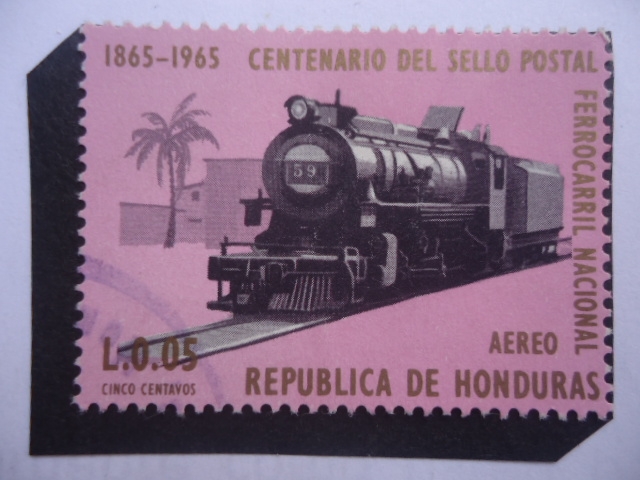 1865-1965 CENTENARIO DEL SELLO POSTAL
FERROCARRIL NACIONAL
59
L.0.05
CINCO CENTAVOS
AEREO
REPUBLICA DE HONDURAS